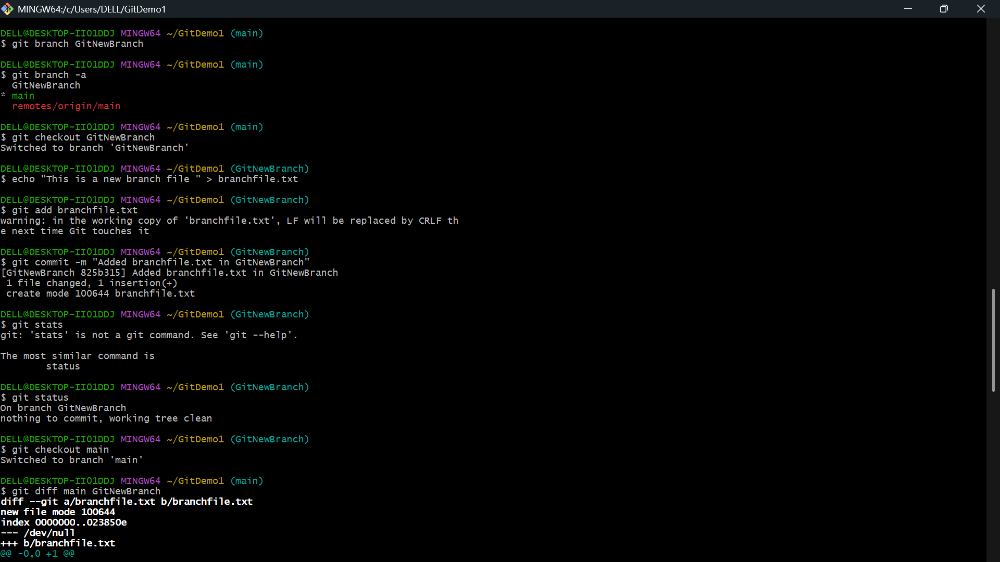 MINGW64:/c/Users/DELL/GitDemo1
DELL@DESKTOP-II01DDJ MINGW64 ~/GitDemo1 (main)
$ git branch GitNewBranch
DELL@DESKTOP-II01DDJ MINGW64 ~/GitDemo1 (main)
$ git branch -a
  GitNewBranch
* main
  remotes/origin/main
DELL@DESKTOP-II01DDJ MINGW64 ~/GitDemo1 (main)
$ git checkout GitNewBranch
Switched to branch 'GitNewBranch'
DELL@DESKTOP-II01DDJ MINGW64 ~/GitDemo1 (GitNewBranch)
$ echo "This is a new branch file " > branchfile.txt
DELL@DESKTOP-II01DDJ MINGW64 ~/GitDemo1 (GitNewBranch)
$ git add branchfile.txt
warning: in the working copy of 'branchfile.txt', LF will be replaced by CRLF th
e next time Git touches it
DELL@DESKTOP-II01DDJ MINGW64 ~/GitDemo1 (GitNewBranch)
$ git commit -m "Added branchfile.txt in GitNewBranch"
[GitNewBranch 825b315] Added branchfile.txt in GitNewBranch
 1 file changed, 1 insertion(+)
 create mode 100644 branchfile.txt
DELL@DESKTOP-II01DDJ MINGW64 ~/GitDemo1 (GitNewBranch)
$ git stats
git: 'stats' is not a git command. See 'git --help'.
The most similar command is
        status
DELL@DESKTOP-II01DDJ MINGW64 ~/GitDemo1 (GitNewBranch)
$ git status
On branch GitNewBranch
nothing to commit, working tree clean
DELL@DESKTOP-II01DDJ MINGW64 ~/GitDemo1 (GitNewBranch)
$ git checkout main
Switched to branch 'main'
DELL@DESKTOP-II01DDJ MINGW64 ~/GitDemo1 (main)
$ git diff main GitNewBranch
diff --git a/branchfile.txt b/branchfile.txt
new file mode 100644
index 0000000..023850e
--- /dev/null
+++ b/branchfile.txt
@@ -0,0 +1 @@